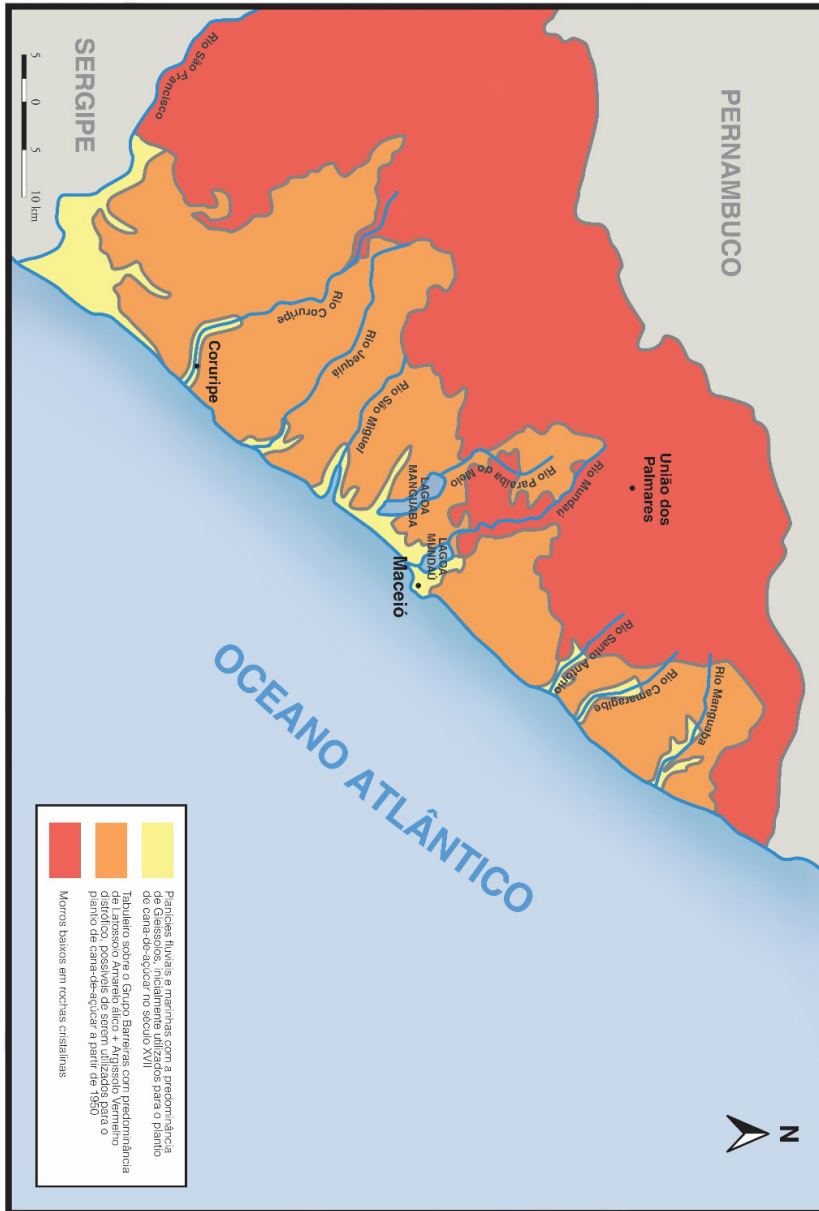 PERNAMBUCO
SERGIPE
Rio São Francisco
5
0
5
10 km
União dos
Palmares
Rio Manguaba
Rio Camaragibe
Rio Santo Antônio
Rio Mundaú
Rio Paraíba do Meio
LAGOA
MUNDAÚ
LAGOA
MANGUABA
Maceió
Rio São Miguel
Rio Jequiá
Rio Coruripe
Coruripe
OCEANO ATLÂNTICO
N
Planícies fluviais e marinhas com a predominância
de Gleissolos, inicialmente utilizados para o plantio
de cana-de-açúcar no século XVII
Tabuleiro sobre o Grupo Barreiras com predominância
de Latossolo Amarelo álico + Argissolo Vermelho
distrófico, possíveis de serem utilizados para o
plantio de cana-de-açúcar a partir de 1950
Morros baixos em rochas cristalinas